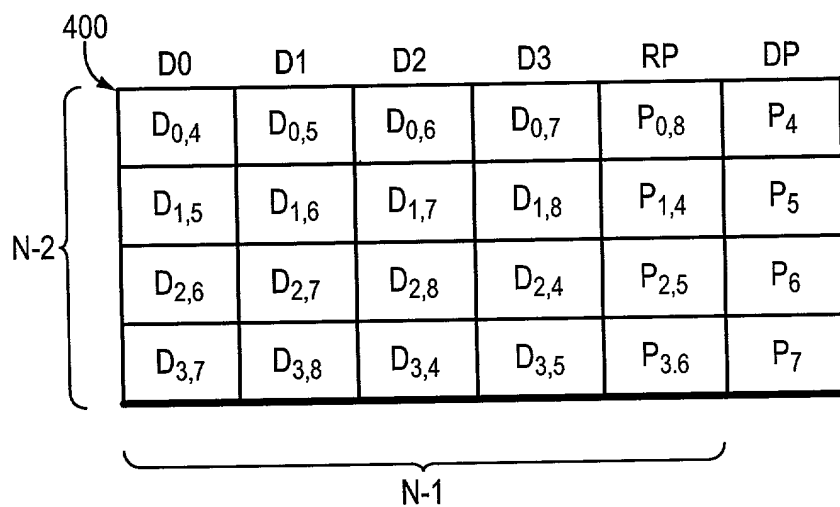 400
D0 D1 D2 D3 RP DP
D0,4 D0,5 D0,6 D0,7 P0,8 P4
D1,5 D1,6 D1,7 D1,8 P1,4 P5
N-2
D2,6 D2,7 D2,8 D2,4 P2,5 P6
D3,7 D3,8 D3,4 D3,5 P3.6 P7
N-1